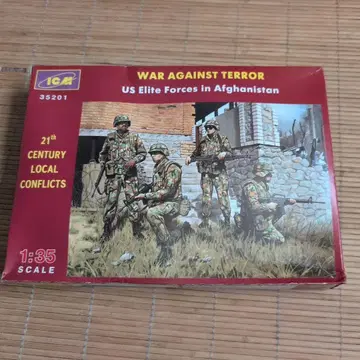 ICM
35201
WAR AGAINST TERROR
US Elite Forces in Afghanistan
21th
CENTURY
LOCAL
CONFLICTS
1:35
SCALE